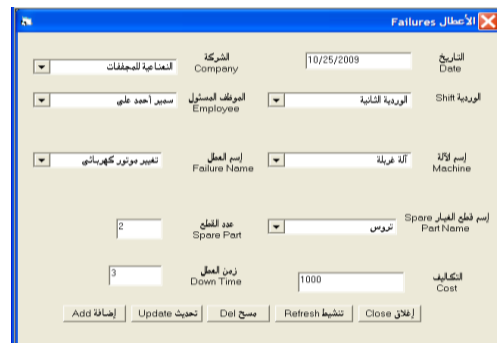 الأعطال Failures
التاريخ
Date
10/25/2009
الشركة
Company
النعناعية للمجففات
الوردية Shift
الوردية الثانية
الموظف المسئول
Employee
سمير أحمد على
إسم الآلة
Machine
آلة غربلة
إسم العطل
Failure Name
تغيير موتور كهربائى
إسم قطع الغيار Spare
Part Name
تروس
عدد القطع
Spare Part
2
التكاليف
Cost
1000
زمن العطل
Down Time
3
إغلاق Close
تنشيط Refresh
مسح Del
تحديث Update
إضافة Add